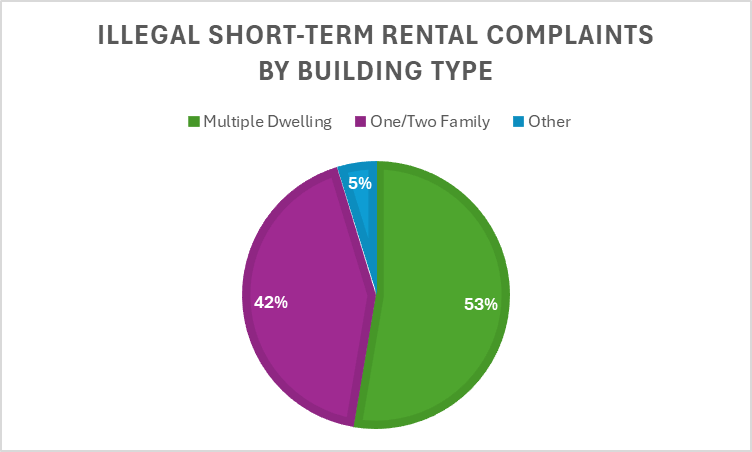 ILLEGAL SHORT-TERM RENTAL COMPLAINTS
BY BUILDING TYPE
Multiple Dwelling One/Two Family Other
5%
42%
53%